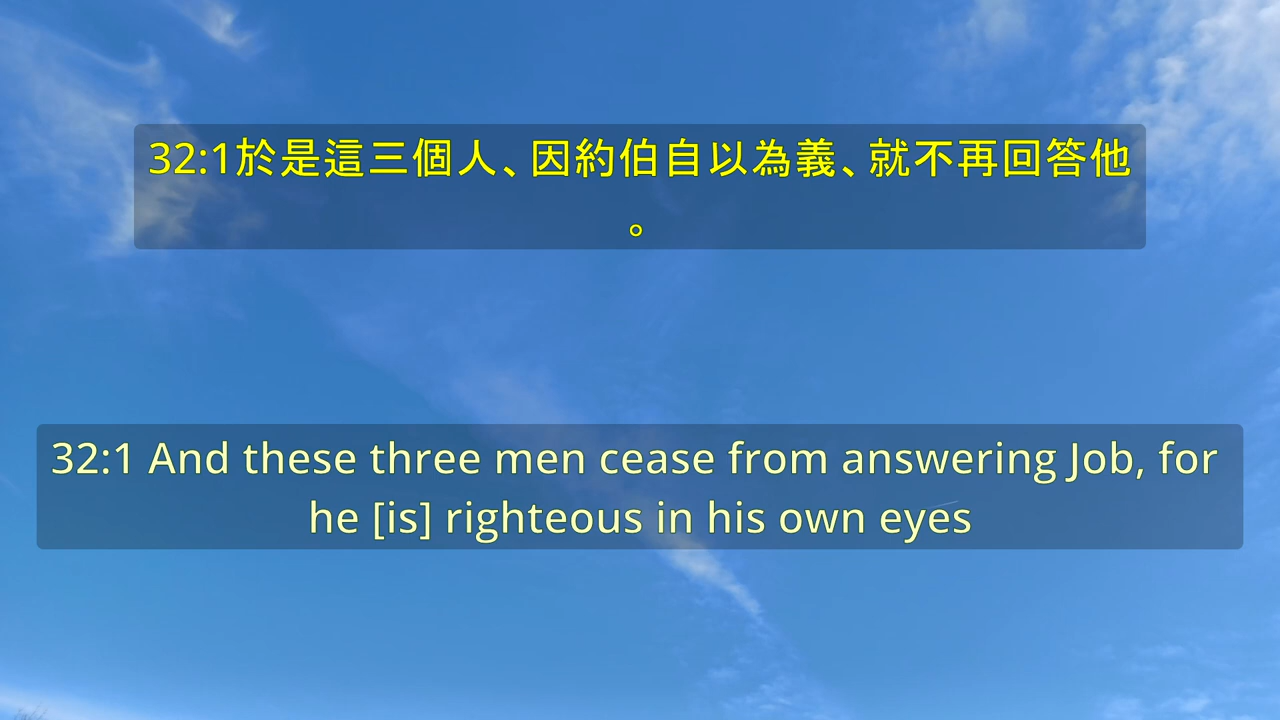 32:1於是這三個人、因約伯自以為義、就不再回答他
。
32:1 And these three men cease from answering Job, for
he [is] righteous in his own eyes